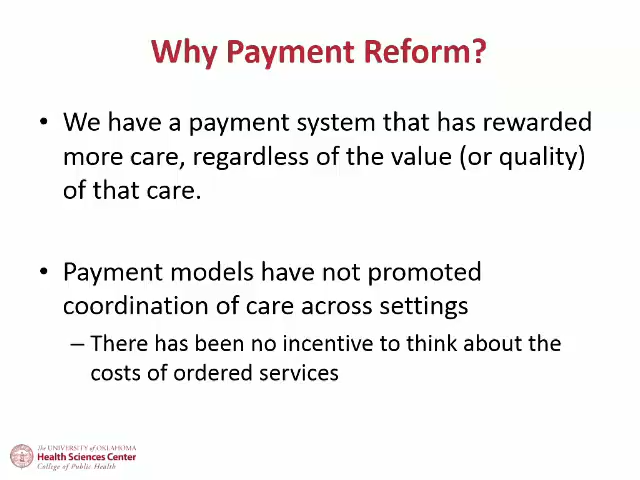 Why Payment Reform?
• We have a payment system that has rewarded
more care, regardless of the value (or quality)
of that care.
• Payment models have not promoted
coordination of care across settings
– There has been no incentive to think about the
costs of ordered services
The UNIVERSITY of OKLAHOMA
Health Sciences Center
College of Public Health